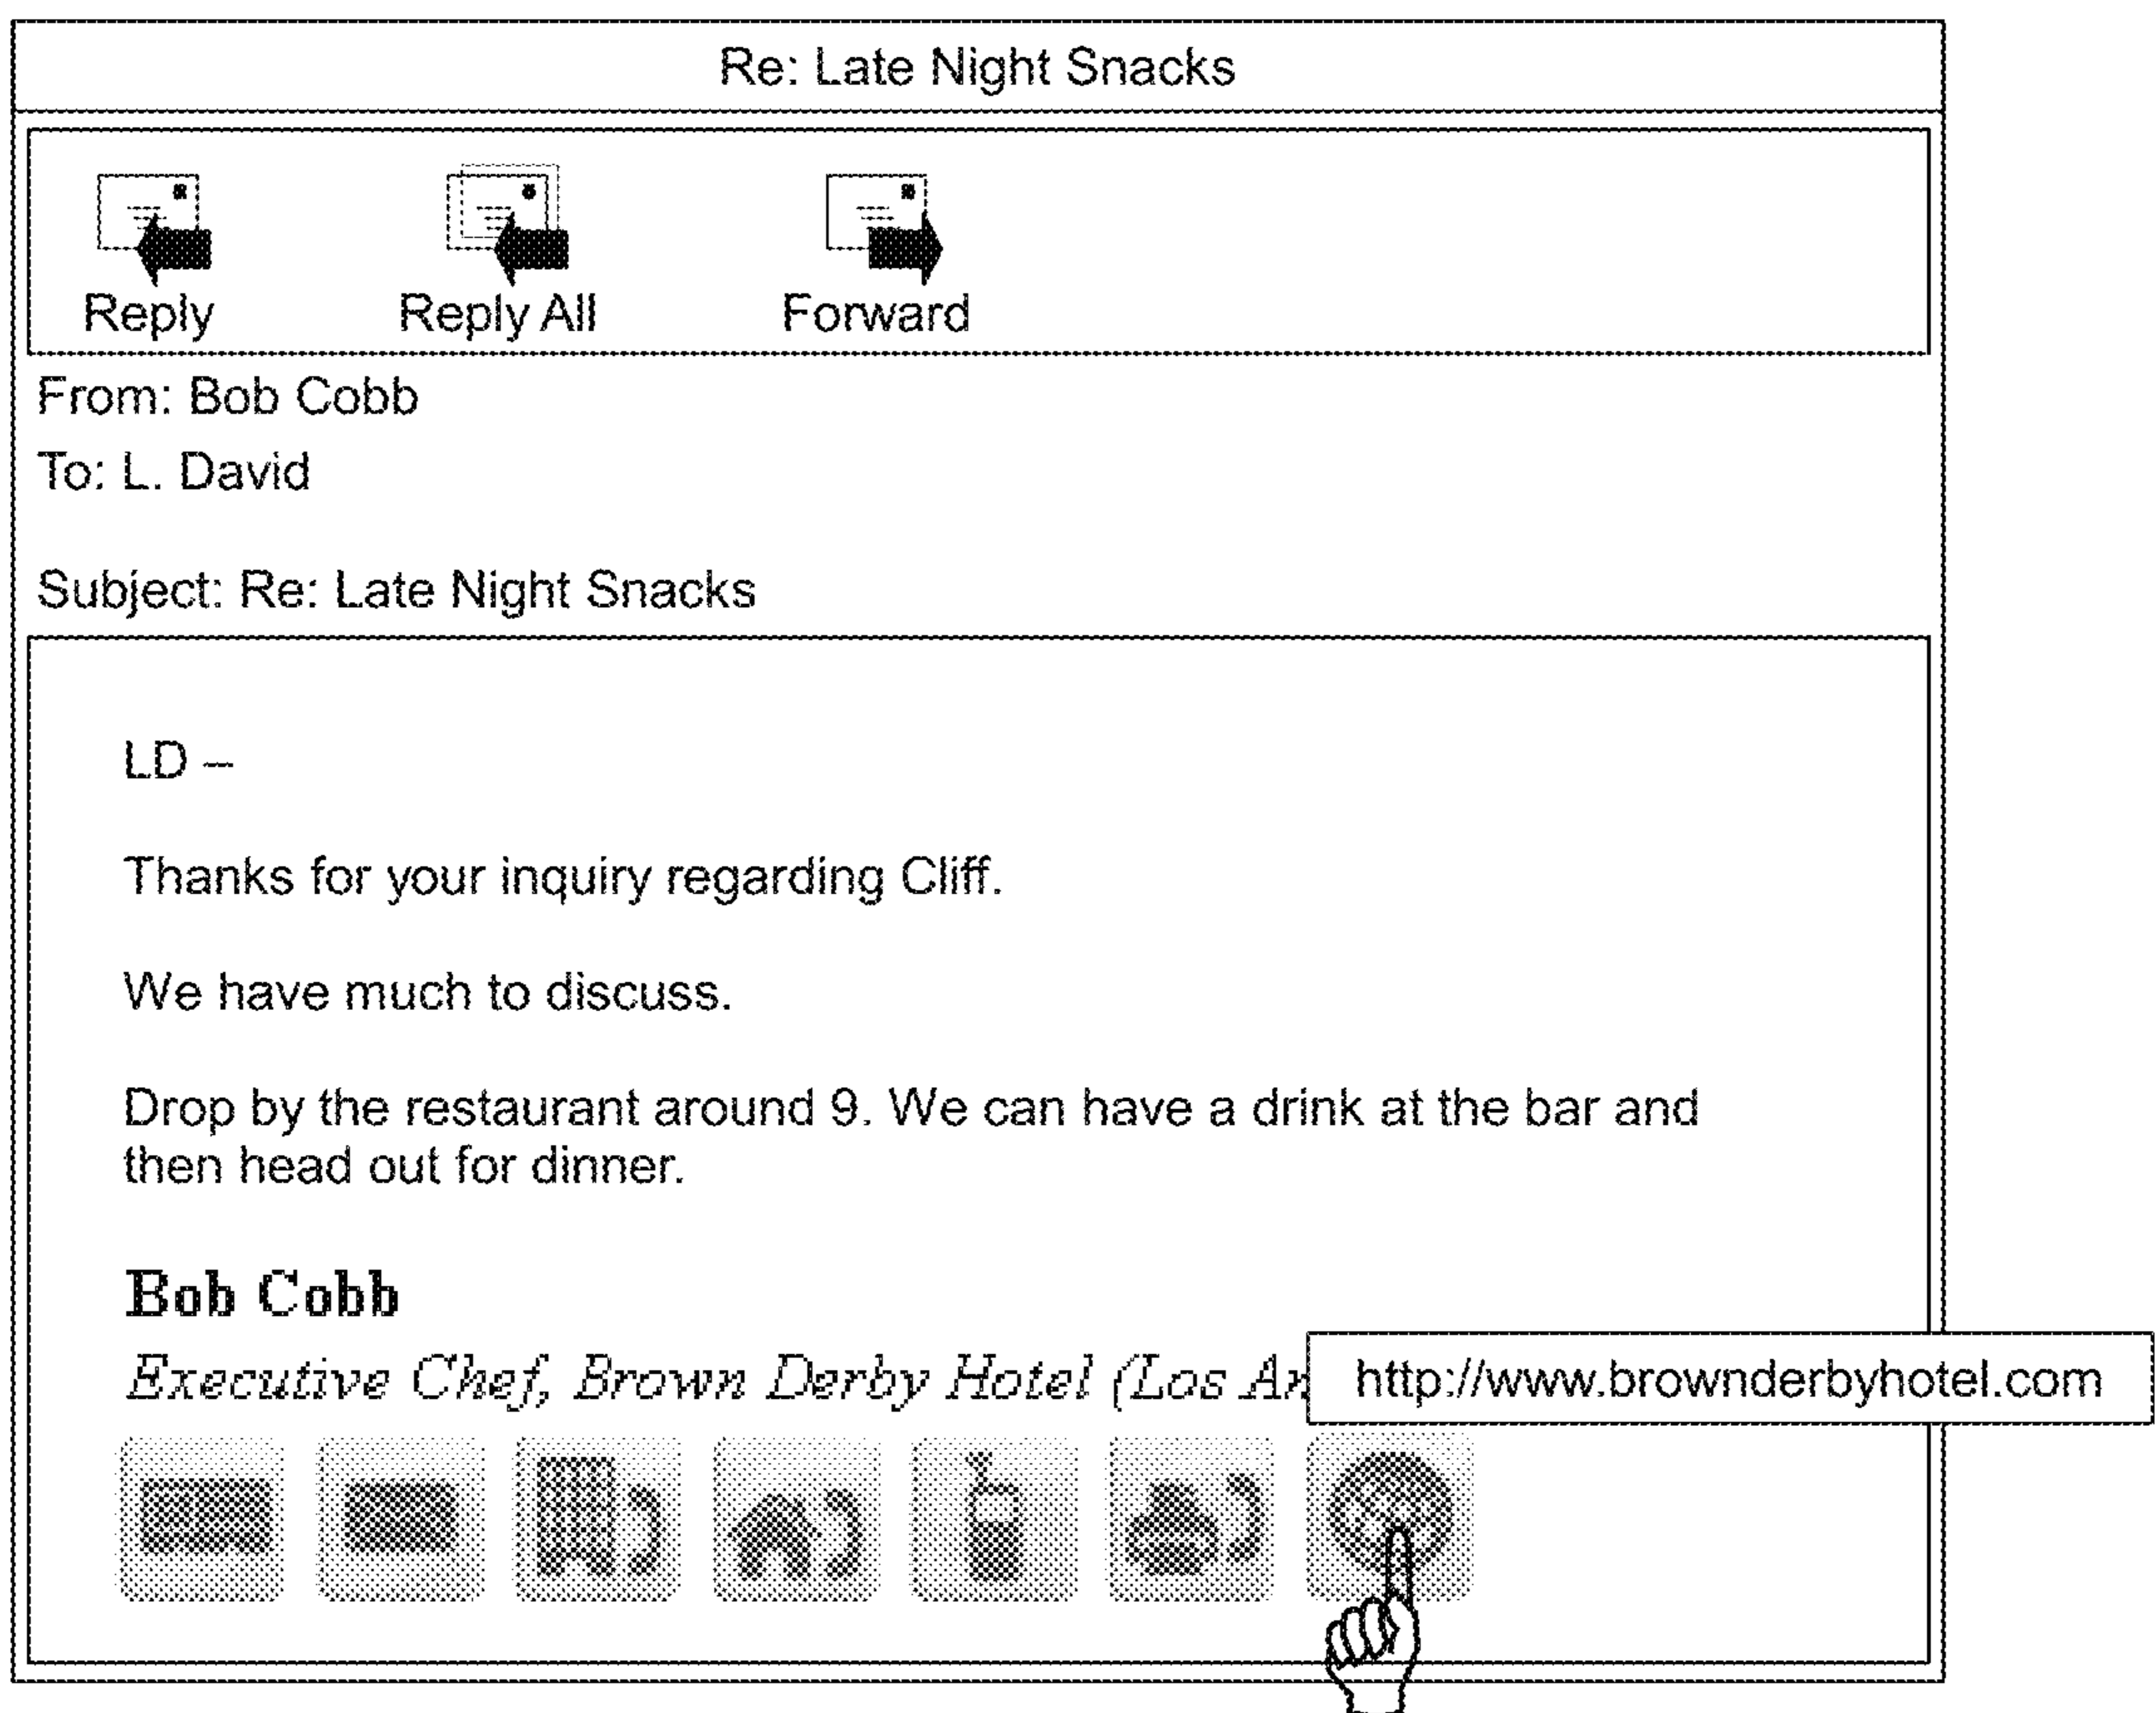 Re: Late Night Snacks
Reply
Reply All
Forward
From: Bob Cobb
To: L. David
Subject: Re: Late Night Snacks
LD –
Thanks for your inquiry regarding Cliff.
We have much to discuss.
Drop by the restaurant around 9. We can have a drink at the bar and
then head out for dinner.
Bob Cobb
Executive Chef, Brown Derby Hotel (Los
http://www.brownderbyhotel.com